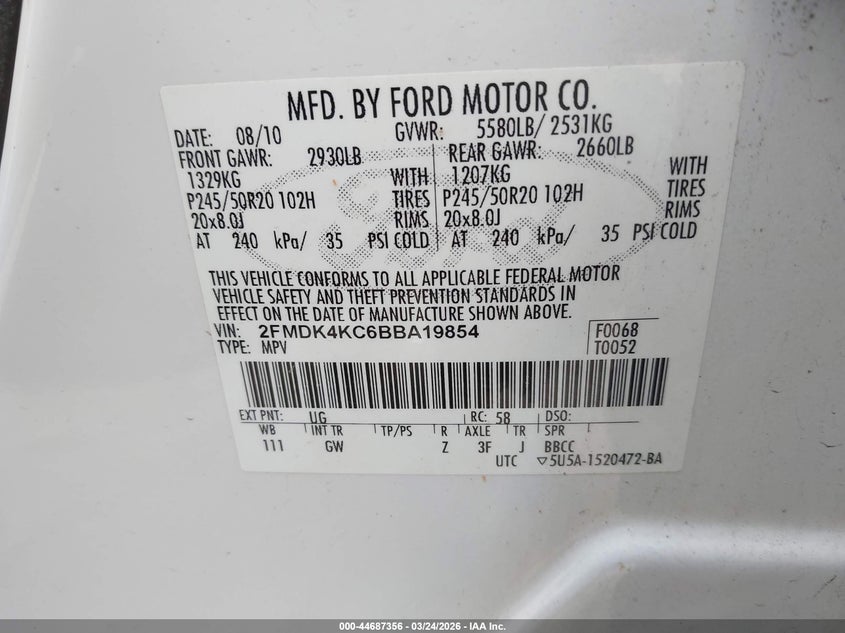 MFD. BY FORD MOTOR CO.
DATE: 08/10 GVWR: 5580LB/ 2531KG
FRONT GAWR: 2930LB REAR GAWR: 2660LB
1329KG WITH 1207KG WITH
P245/50R20 102H TIRES P245/50R20 102H TIRES
20x8.0J RIMS 20x8.0J RIMS
AT 240 kPa/ 35 PSI COLD AT 240 kPa/ 35 PSI COLD
THIS VEHICLE CONFORMS TO ALL APPLICABLE FEDERAL MOTOR
VEHICLE SAFETY AND THEFT PREVENTION STANDARDS IN
EFFECT ON THE DATE OF MANUFACTURE SHOWN ABOVE.
VIN: 2FMDK4KC6BBA19854 F0068
TYPE: MPV T0052
EXT PNT: UG RC: 58 DSO:
WB INT TR TP/PS R AXLE TR SPR
111 GW Z 3F J BBCC
UTC ▽5U5A-1520472-BA
000-44687356 - 03/24/2026 - IAA Inc.